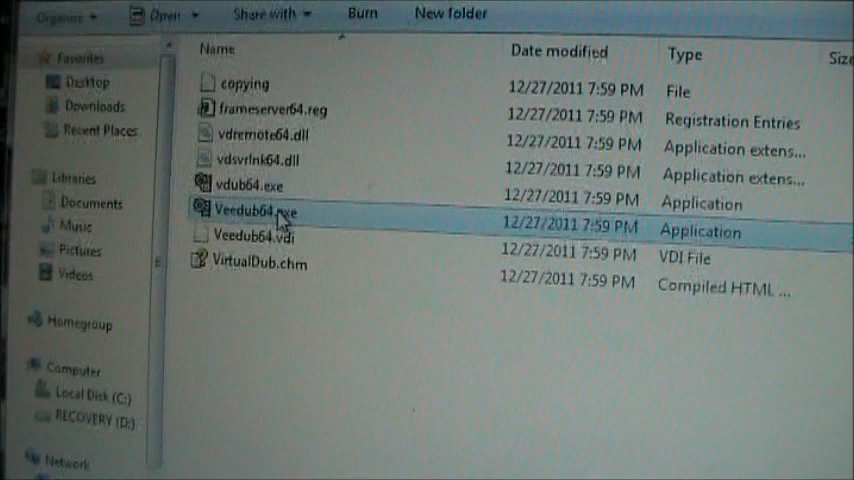 Organize Open Share with Burn New folder
Name Date modified Type Size
copying 12/27/2011 7:59 PM File
frameserver64.reg 12/27/2011 7:59 PM Registration Entries
vdremote64.dll 12/27/2011 7:59 PM Application extens...
vdsvrlnk64.dll 12/27/2011 7:59 PM Application extens...
vdub64.exe 12/27/2011 7:59 PM Application
Veedub64.exe 12/27/2011 7:59 PM Application
Veedub64.vdi 12/27/2011 7:59 PM VDI File
VirtualDub.chm 12/27/2011 7:59 PM Compiled HTML ...
Favorites
Desktop
Downloads
Recent Places
Libraries
Documents
Music
Pictures
Videos
Homegroup
Computer
Local Disk (C:)
RECOVERY (D:)
Network